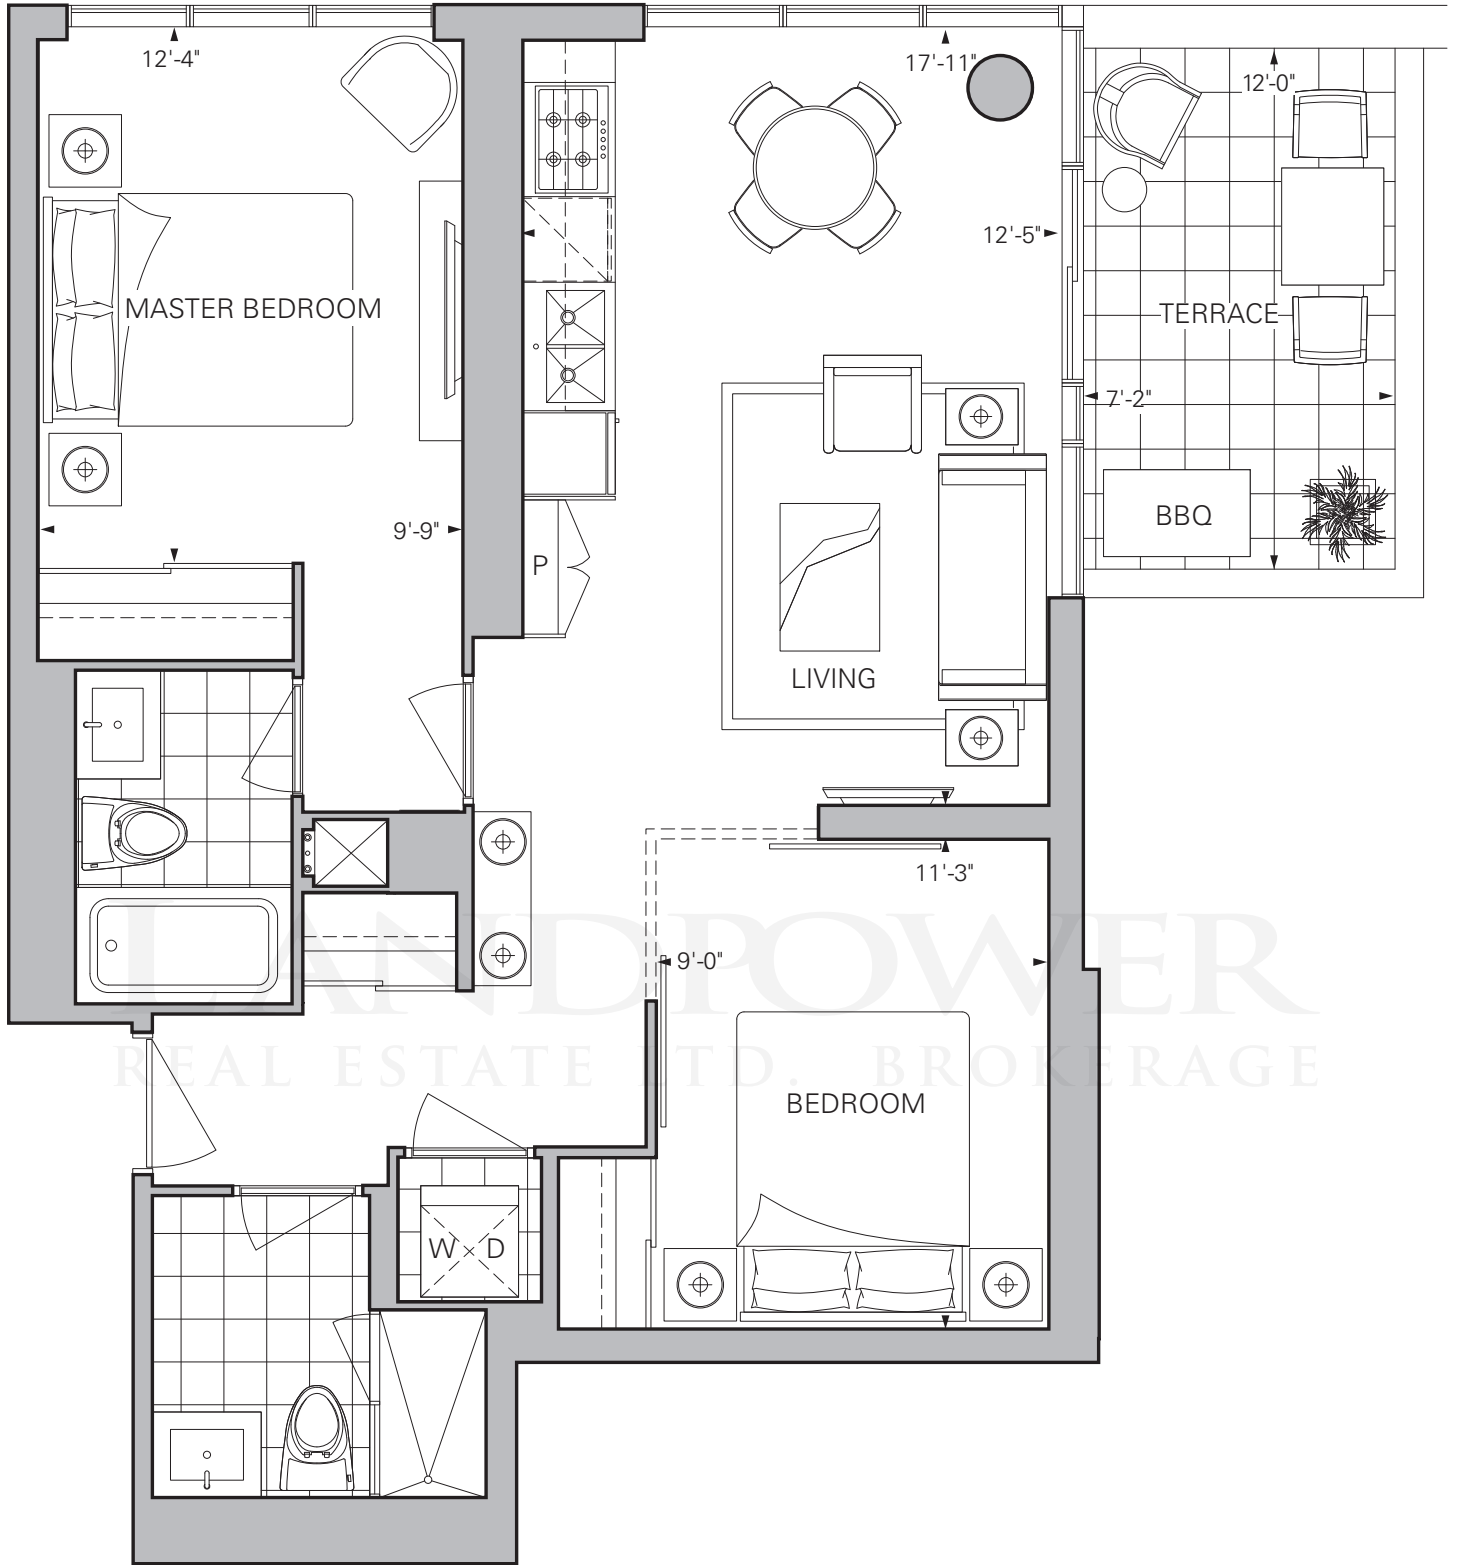 12'-4"
17'-11"
12'-0"
12'-5"
MASTER BEDROOM
TERRACE
7'-2"
9'-9"
BBQ
P
LIVING
11'-3"
9'-0"
LANDPOWER
REAL ESTATE LTD. BROKERAGE
BEDROOM
W D